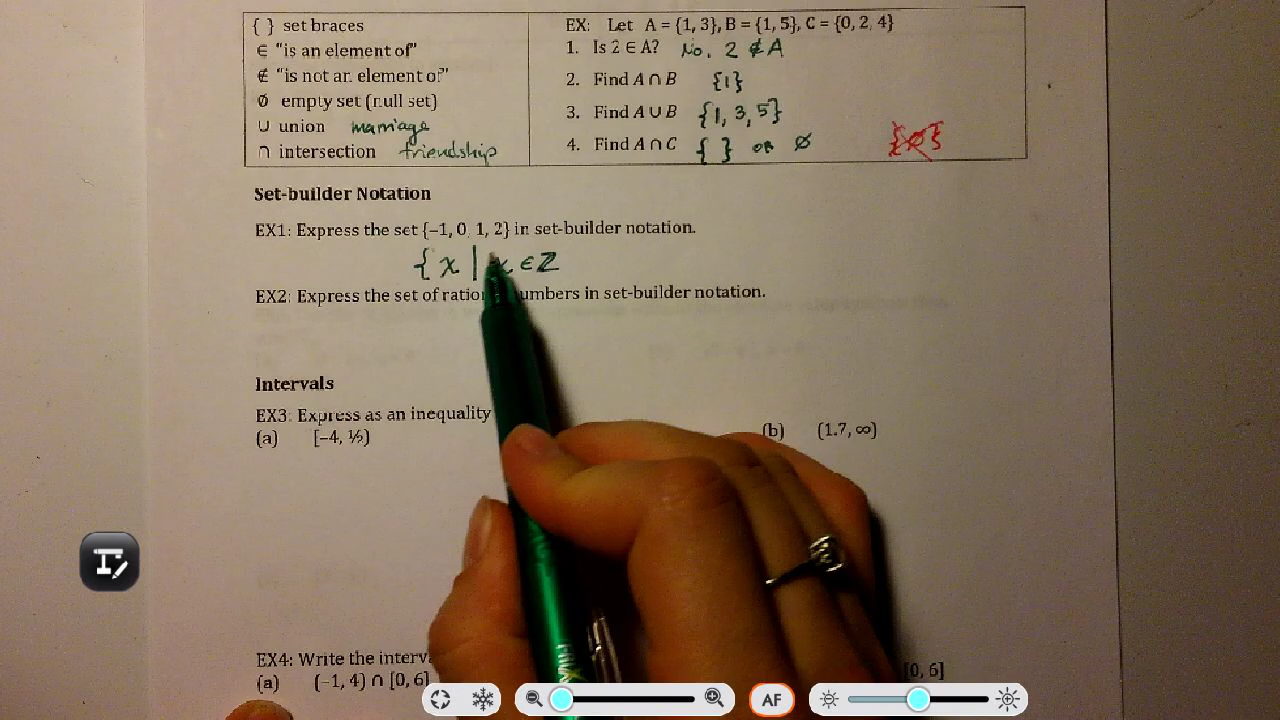 { } set braces
∈ "is an element of"
∉ "is not an element of"
∅ empty set (null set)
∪ union marriage
∩ intersection friendship
EX: Let A = {1, 3}, B = {1, 5}, C = {0, 2, 4}
1. Is 2 ∈ A? No. 2 ∉ A
2. Find A ∩ B {1}
3. Find A ∪ B {1, 3, 5}
4. Find A ∩ C { } or ∅ {∅}
Set-builder Notation
EX1: Express the set {−1, 0, 1, 2} in set-builder notation.
{ x | x ∈ ℤ
EX2: Express the set of numbers in set-builder notation.
Intervals
EX3: Express as an inequality
(a) [−4, ½)
(b) (1.7, ∞)
EX4: Write the
(a) (−1, 4) ∩ [0, 6]
[0, 6]
AF